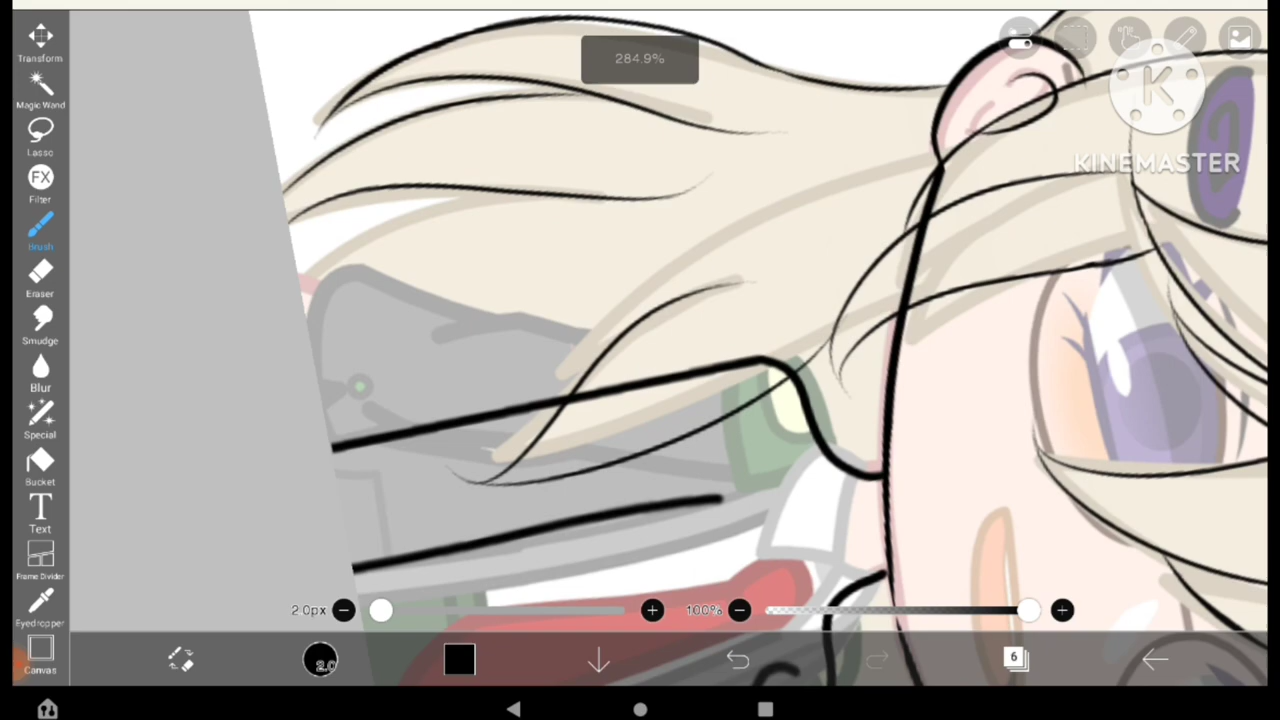 284.9%
K
KINEMASTER
Transform
Magic Wand
Lasso
FX
Filter
Brush
Eraser
Smudge
Blur
Special
Bucket
T
Text
Frame Divider
Eyedropper
Canvas
2.0px
100%
2.0
6